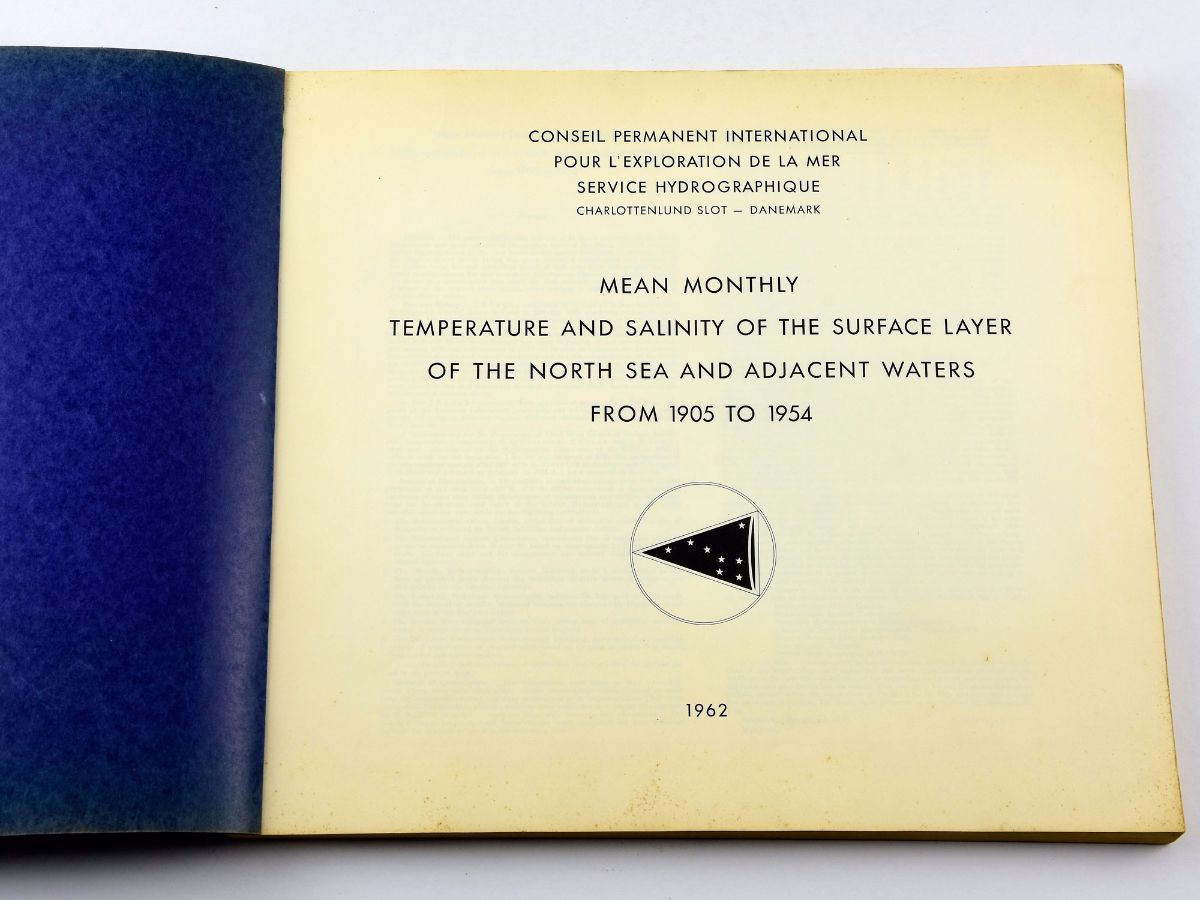 CONSEIL PERMANENT INTERNATIONAL
POUR L'EXPLORATION DE LA MER
SERVICE HYDROGRAPHIQUE
CHARLOTTENLUND SLOT — DANEMARK
MEAN MONTHLY
TEMPERATURE AND SALINITY OF THE SURFACE LAYER
OF THE NORTH SEA AND ADJACENT WATERS
FROM 1905 TO 1954
1962